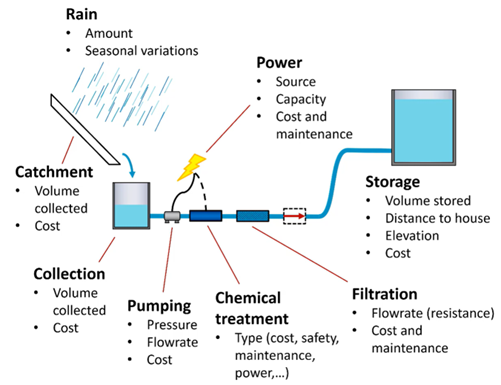 Rain
• Amount
• Seasonal variations
Power
• Source
• Capacity
• Cost and
maintenance
Catchment
• Volume
collected
• Cost
Storage
• Volume stored
• Distance to house
• Elevation
• Cost
Collection
• Volume
collected
• Cost
Pumping
• Pressure
• Flowrate
• Cost
Chemical
treatment
• Type (cost, safety,
maintenance,
power,...)
Filtration
• Flowrate (resistance)
• Cost and
maintenance